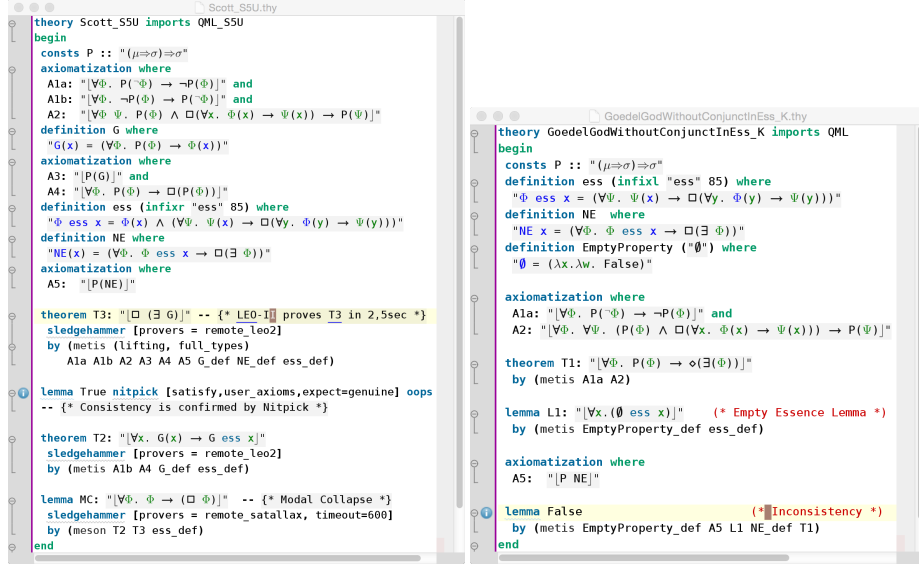 Scott_S5U.thy
theory Scott_S5U imports QML_S5U
begin
consts P :: "(μ⇒σ)⇒σ"
axiomatization where
A1a: "⌊∀Φ. P(¬Φ) → ¬P(Φ)⌋" and
A1b: "⌊∀Φ. ¬P(Φ) → P(¬Φ)⌋" and
A2: "⌊∀Φ Ψ. P(Φ) ∧ □(∀x. Φ(x) → Ψ(x)) → P(Ψ)⌋"
definition G where
"G(x) = (∀Φ. P(Φ) → Φ(x))"
axiomatization where
A3: "⌊P(G)⌋" and
A4: "⌊∀Φ. P(Φ) → □(P(Φ))⌋"
definition ess (infixr "ess" 85) where
"Φ ess x = Φ(x) ∧ (∀Ψ. Ψ(x) → □(∀y. Φ(y) → Ψ(y)))"
definition NE where
"NE(x) = (∀Φ. Φ ess x → □(∃ Φ))"
axiomatization where
A5: "⌊P(NE)⌋"
theorem T3: "⌊□ (∃ G)⌋" -- {* LEO-II proves T3 in 2,5sec *}
sledgehammer [provers = remote_leo2]
by (metis (lifting, full_types)
A1a A1b A2 A3 A4 A5 G_def NE_def ess_def)
lemma True nitpick [satisfy,user_axioms,expect=genuine] oops
-- {* Consistency is confirmed by Nitpick *}
theorem T2: "⌊∀x. G(x) → G ess x⌋"
sledgehammer [provers = remote_leo2]
by (metis A1b A4 G_def ess_def)
lemma MC: "⌊∀Φ. Φ → (□ Φ)⌋" -- {* Modal Collapse *}
sledgehammer [provers = remote_satallax, timeout=600]
by (meson T2 T3 ess_def)
end
GoedelGodWithoutConjunctInEss_K.thy
theory GoedelGodWithoutConjunctInEss_K imports QML
begin
consts P :: "(μ⇒σ)⇒σ"
definition ess (infixl "ess" 85) where
"Φ ess x = (∀Ψ. Ψ(x) → □(∀y. Φ(y) → Ψ(y)))"
definition NE where
"NE x = (∀Φ. Φ ess x → □(∃ Φ))"
definition EmptyProperty ("∅") where
"∅ = (λx.λw. False)"
axiomatization where
A1a: "⌊∀Φ. P(¬Φ) → ¬P(Φ)⌋" and
A2: "⌊∀Φ. ∀Ψ. (P(Φ) ∧ □(∀x. Φ(x) → Ψ(x))) → P(Ψ)⌋"
theorem T1: "⌊∀Φ. P(Φ) → ◇(∃(Φ))⌋"
by (metis A1a A2)
lemma L1: "⌊∀x.(∅ ess x)⌋" (* Empty Essence Lemma *)
by (metis EmptyProperty_def ess_def)
axiomatization where
A5: "⌊P NE⌋"
lemma False (* Inconsistency *)
by (metis EmptyProperty_def A5 L1 NE_def T1)
end